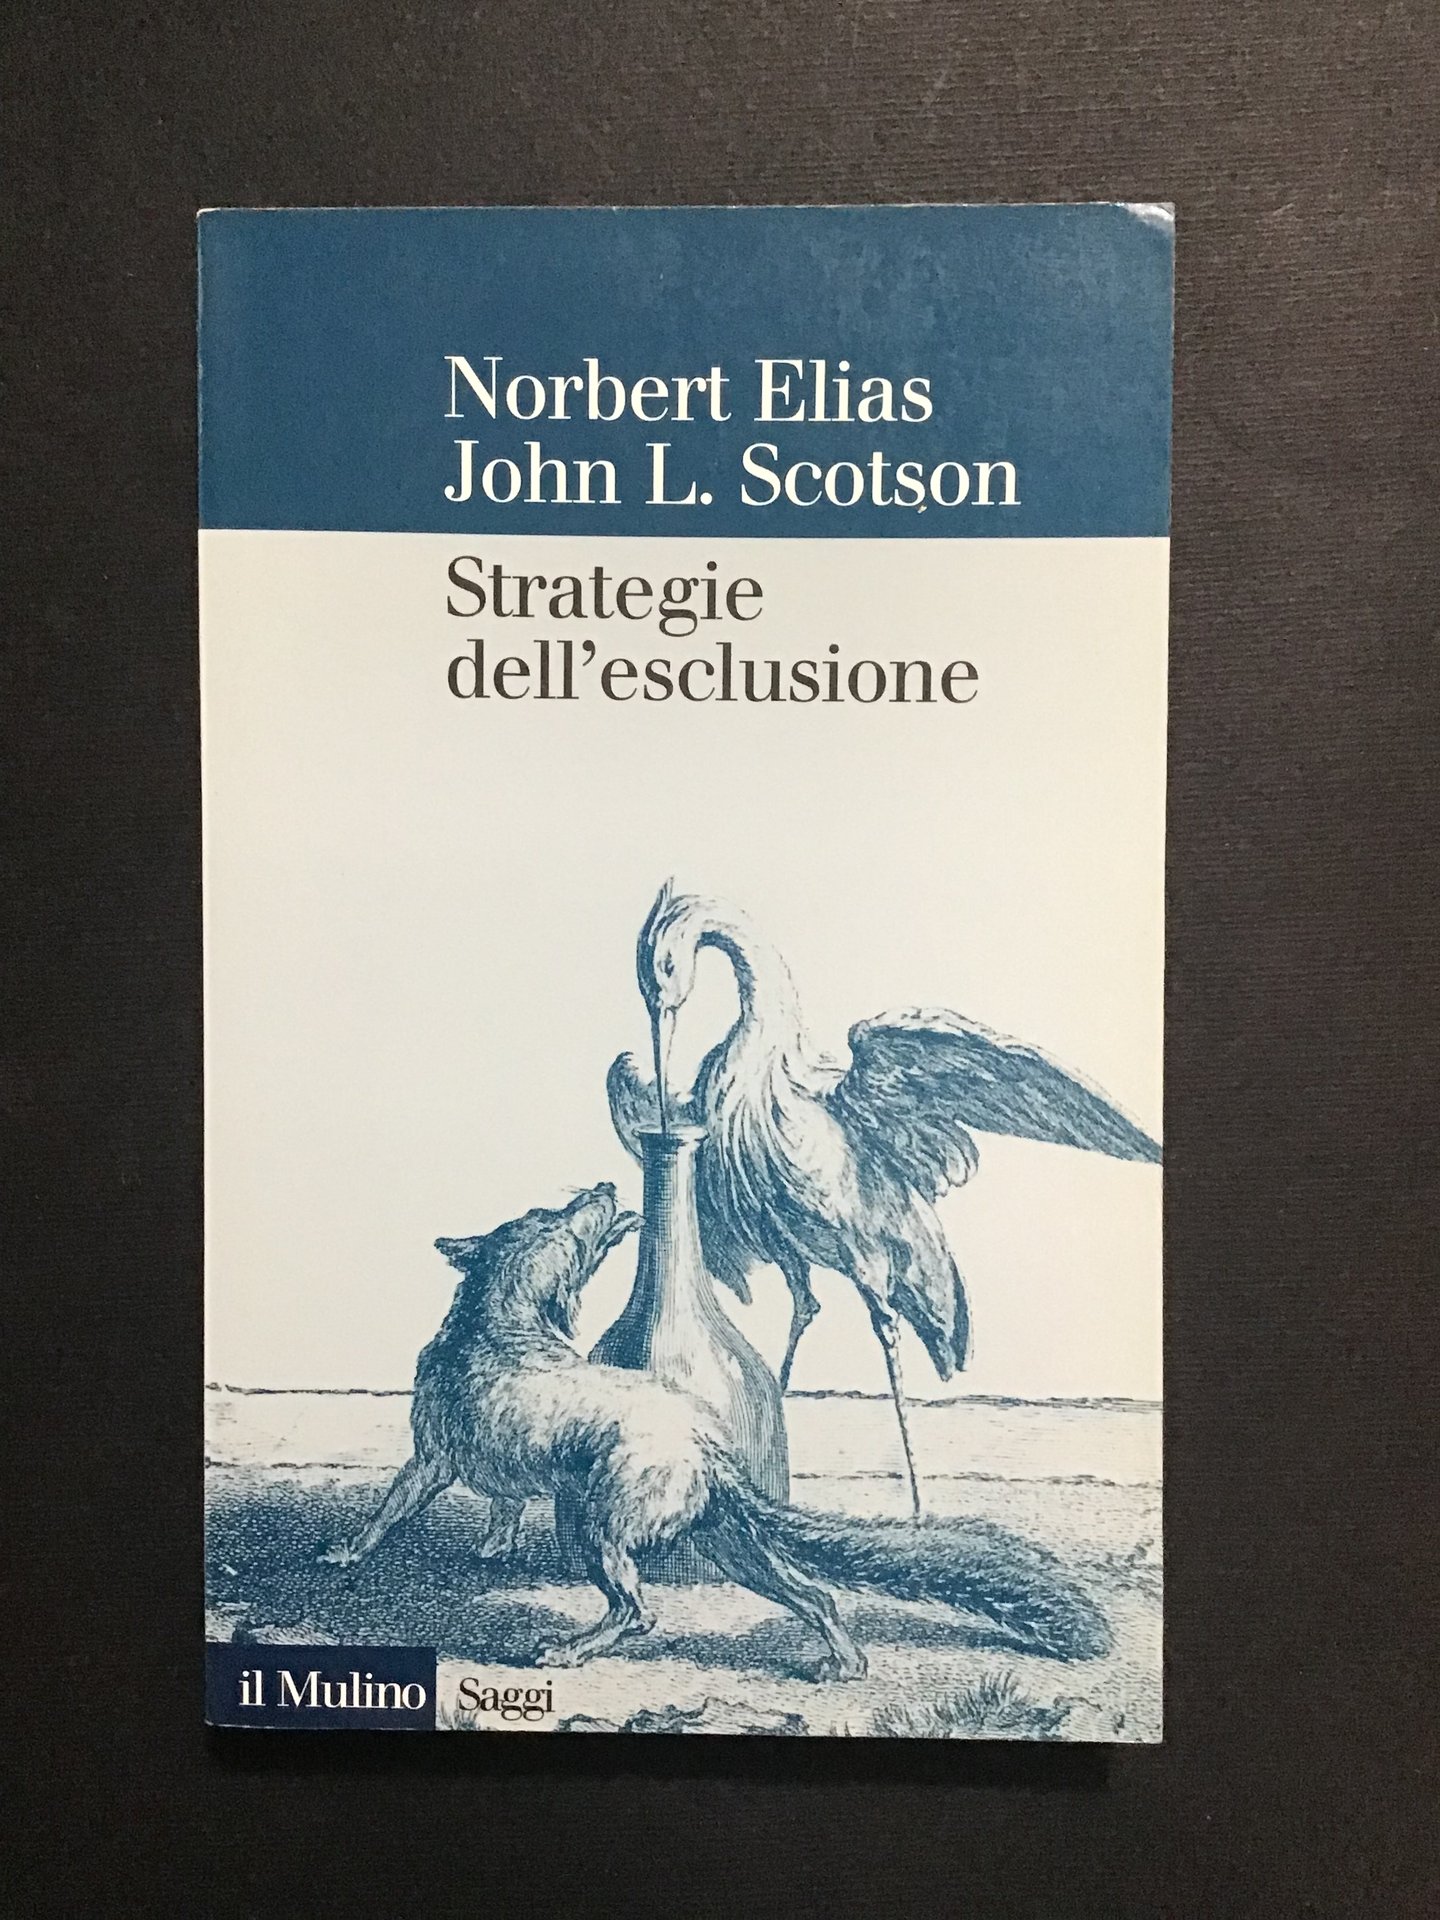 Norbert Elias
John L. Scotson
Strategie
dell’esclusione
il Mulino
Saggi